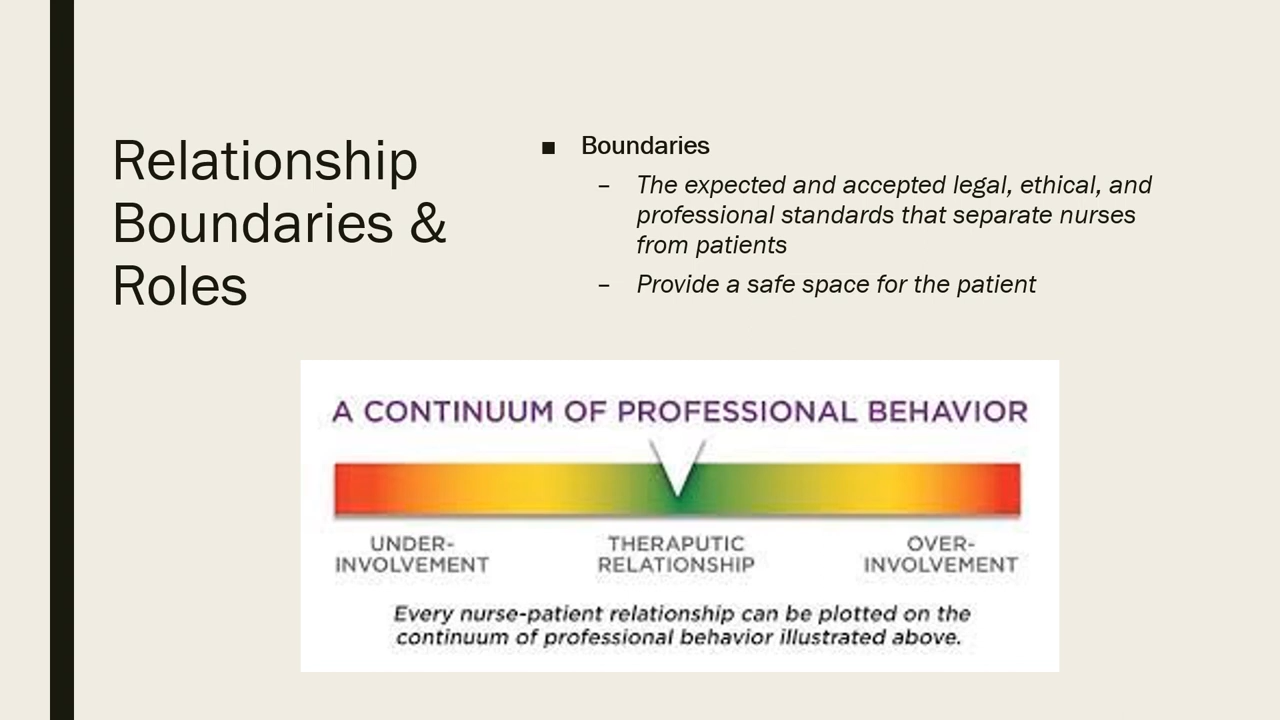 Relationship
Boundaries &
Roles
■ Boundaries
– The expected and accepted legal, ethical, and
professional standards that separate nurses
from patients
– Provide a safe space for the patient
A CONTINUUM OF PROFESSIONAL BEHAVIOR
UNDER-
INVOLVEMENT
THERAPUTIC
RELATIONSHIP
OVER-
INVOLVEMENT
Every nurse-patient relationship can be plotted on the
continuum of professional behavior illustrated above.